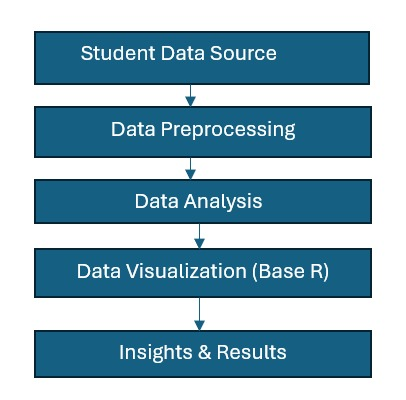 Student Data Source
Data Preprocessing
Data Analysis
Data Visualization (Base R)
Insights & Results